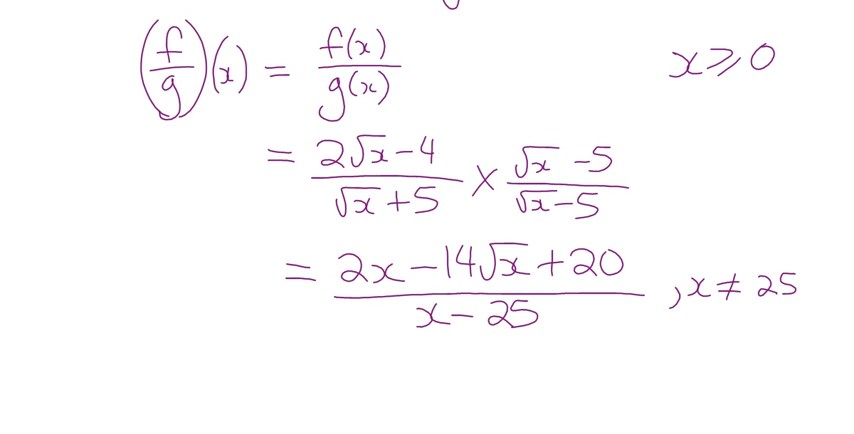 (f/g)(x) = f(x)/g(x) x ⩾ 0
= (2√x − 4)/(√x + 5) × (√x − 5)/(√x − 5)
= (2x − 14√x + 20)/(x − 25) , x ≠ 25